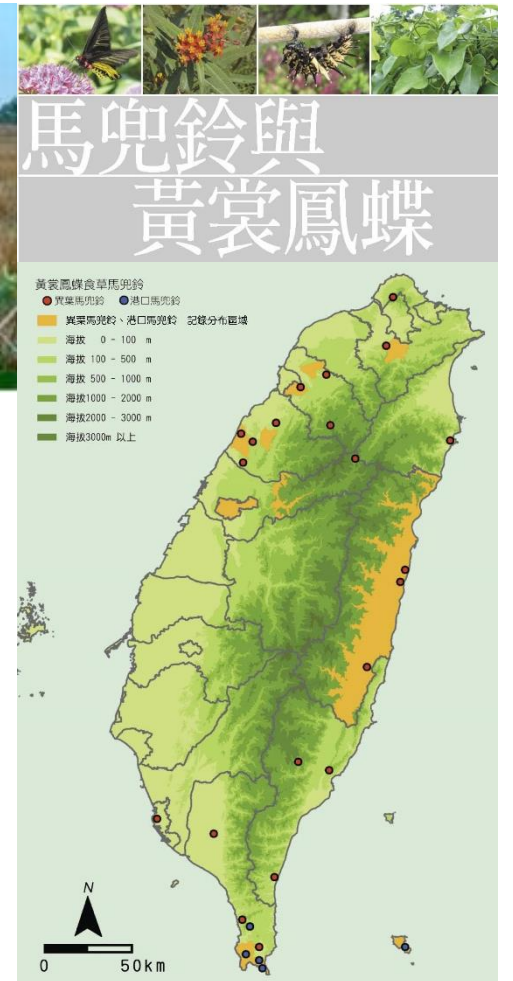 馬兜鈴與
黃裳鳳蝶
黃裳鳳蝶食草馬兜鈴
異葉馬兜鈴 港口馬兜鈴
異葉馬兜鈴、港口馬兜鈴 記錄分布區域
海拔 0 - 100 m
海拔 100 - 500 m
海拔 500 - 1000 m
海拔1000 - 2000 m
海拔2000 - 3000 m
海拔3000m 以上
N
0 50km